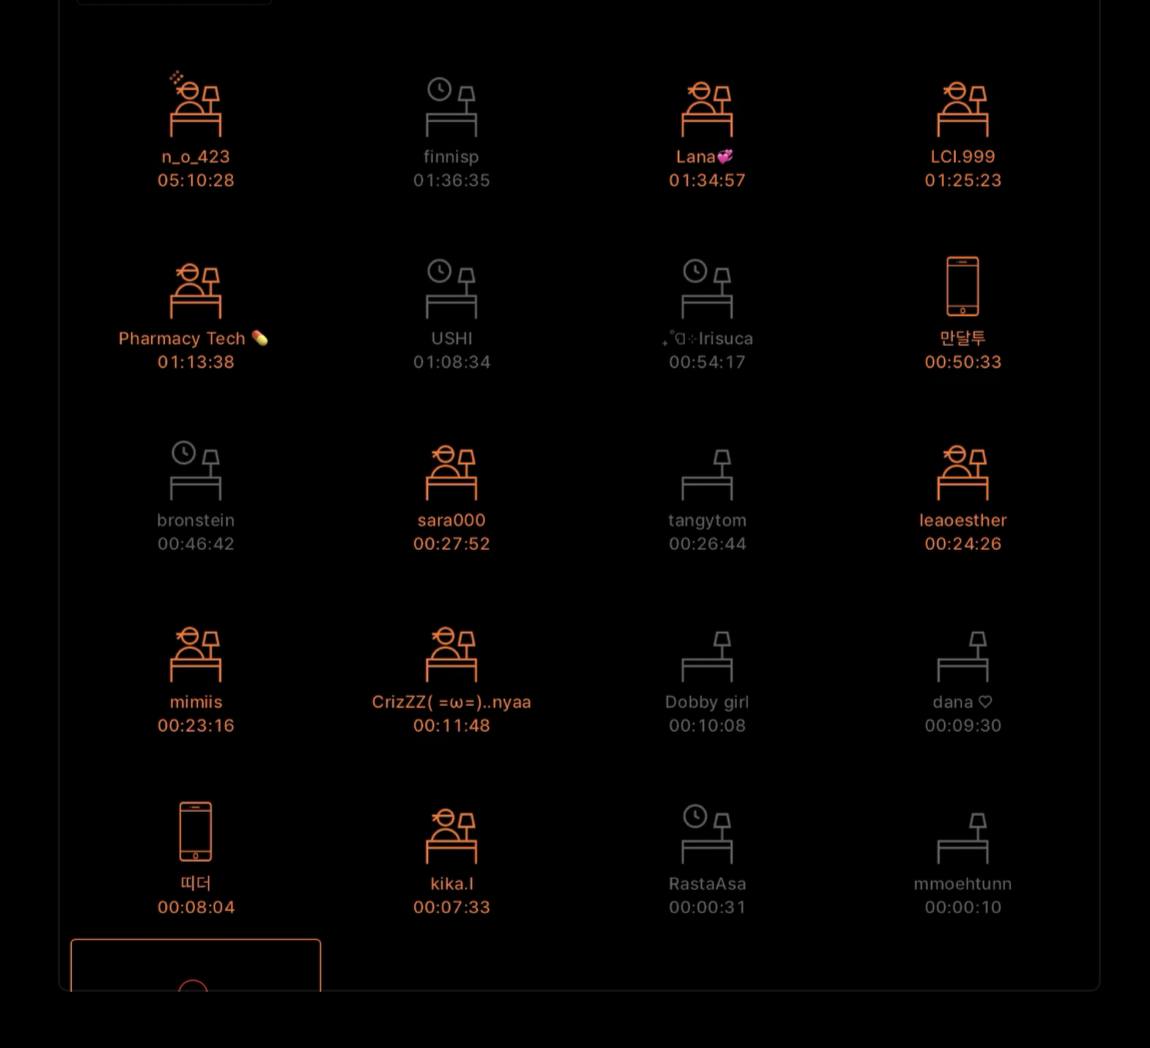 n_o_423
05:10:28
finnisp
01:36:35
Lana💞
01:34:57
LCI.999
01:25:23
Pharmacy Tech 💊
01:13:38
USHI
01:08:34
Irisuca
00:54:17
만달투
00:50:33
bronstein
00:46:42
sara000
00:27:52
tangytom
00:26:44
leaoesther
00:24:26
mimiis
00:23:16
CrizZZ( =ω=)..nyaa
00:11:48
Dobby girl
00:10:08
dana ♡
00:09:30
띠더
00:08:04
kika.l
00:07:33
RastaAsa
00:00:31
mmoehtunn
00:00:10